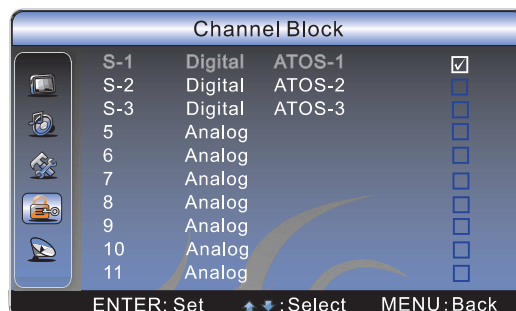 Channel Block
S-1 Digital ATOS-1
S-2 Digital ATOS-2
S-3 Digital ATOS-3
5 Analog
6 Analog
7 Analog
8 Analog
9 Analog
10 Analog
11 Analog
ENTER: Set :Select MENU:Back